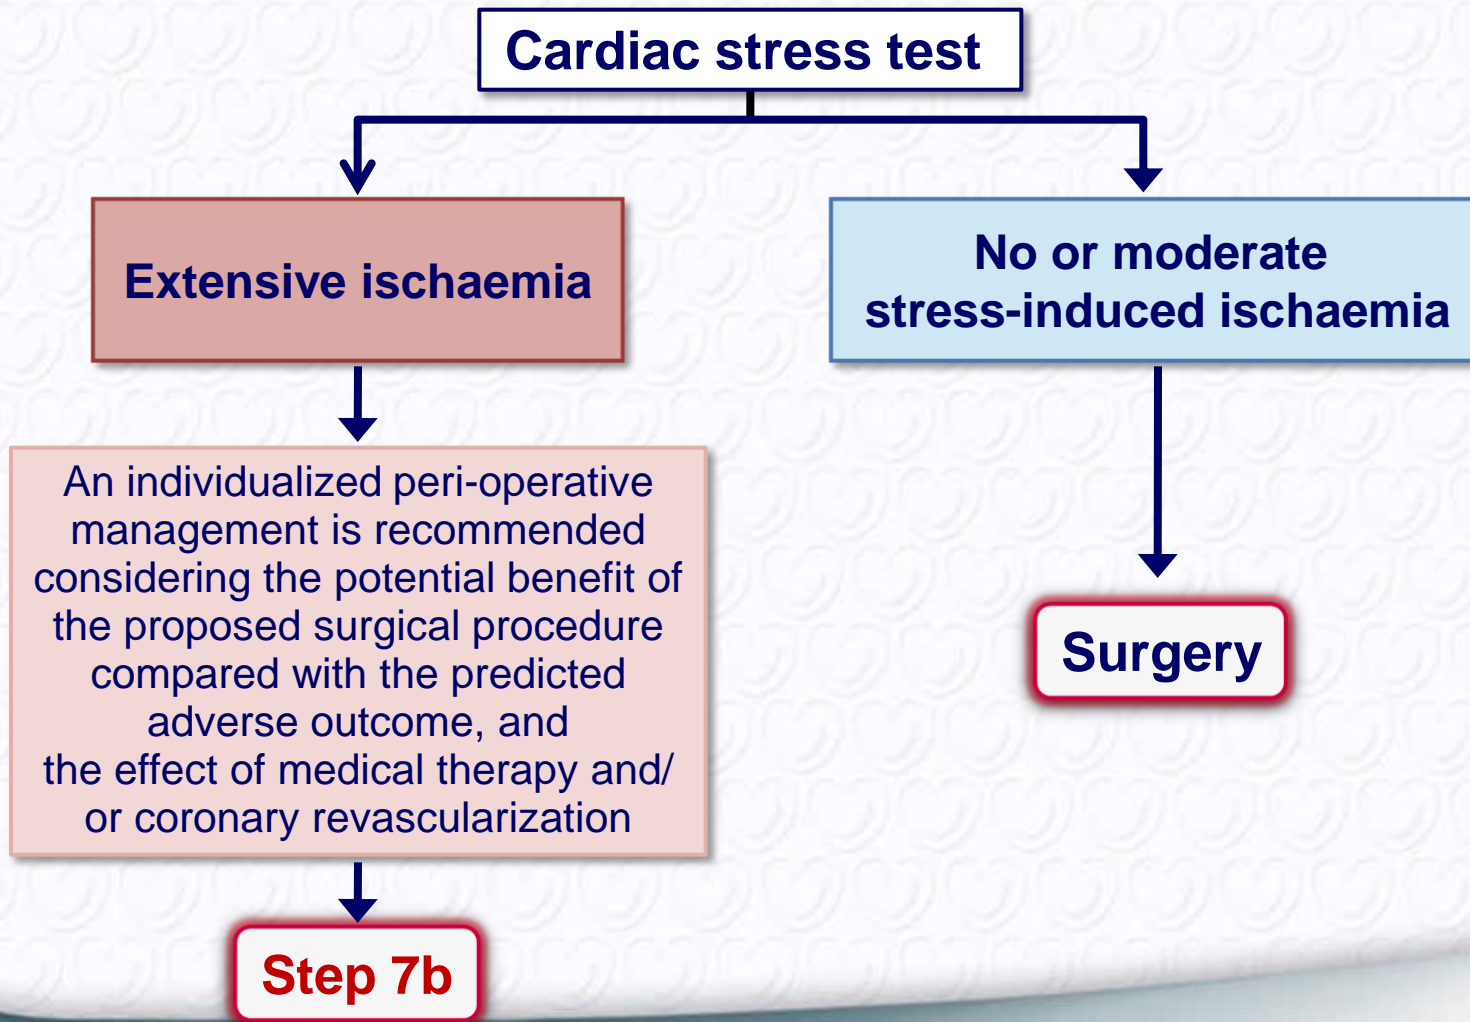 Cardiac stress test
Extensive ischaemia
No or moderate
stress-induced ischaemia
An individualized peri-operative
management is recommended
considering the potential benefit of
the proposed surgical procedure
compared with the predicted
adverse outcome, and
the effect of medical therapy and/
or coronary revascularization
Surgery
Step 7b